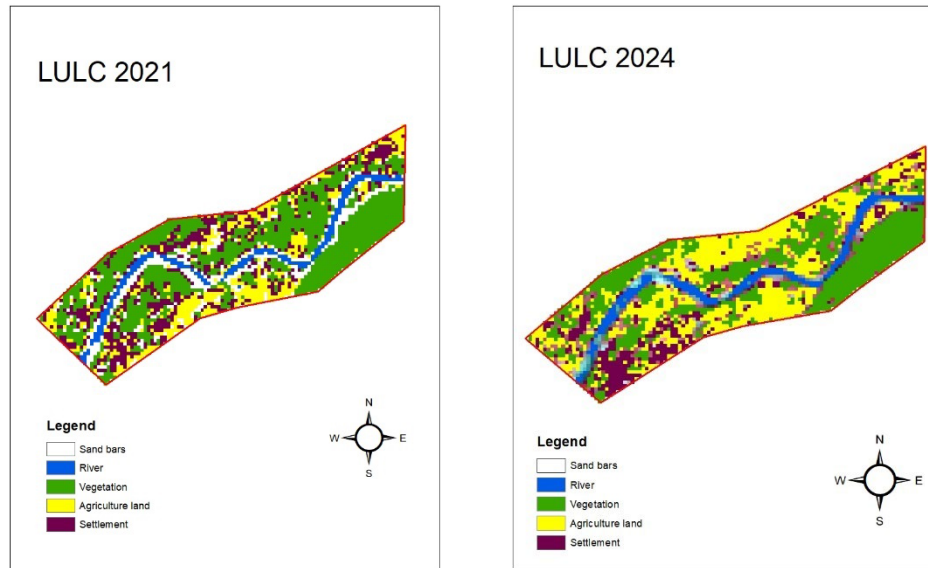 LULC 2021
N
W E
S
Legend
Sand bars
River
Vegetation
Agriculture land
Settlement
LULC 2024
N
W E
S
Legend
Sand bars
River
Vegetation
Agriculture land
Settlement